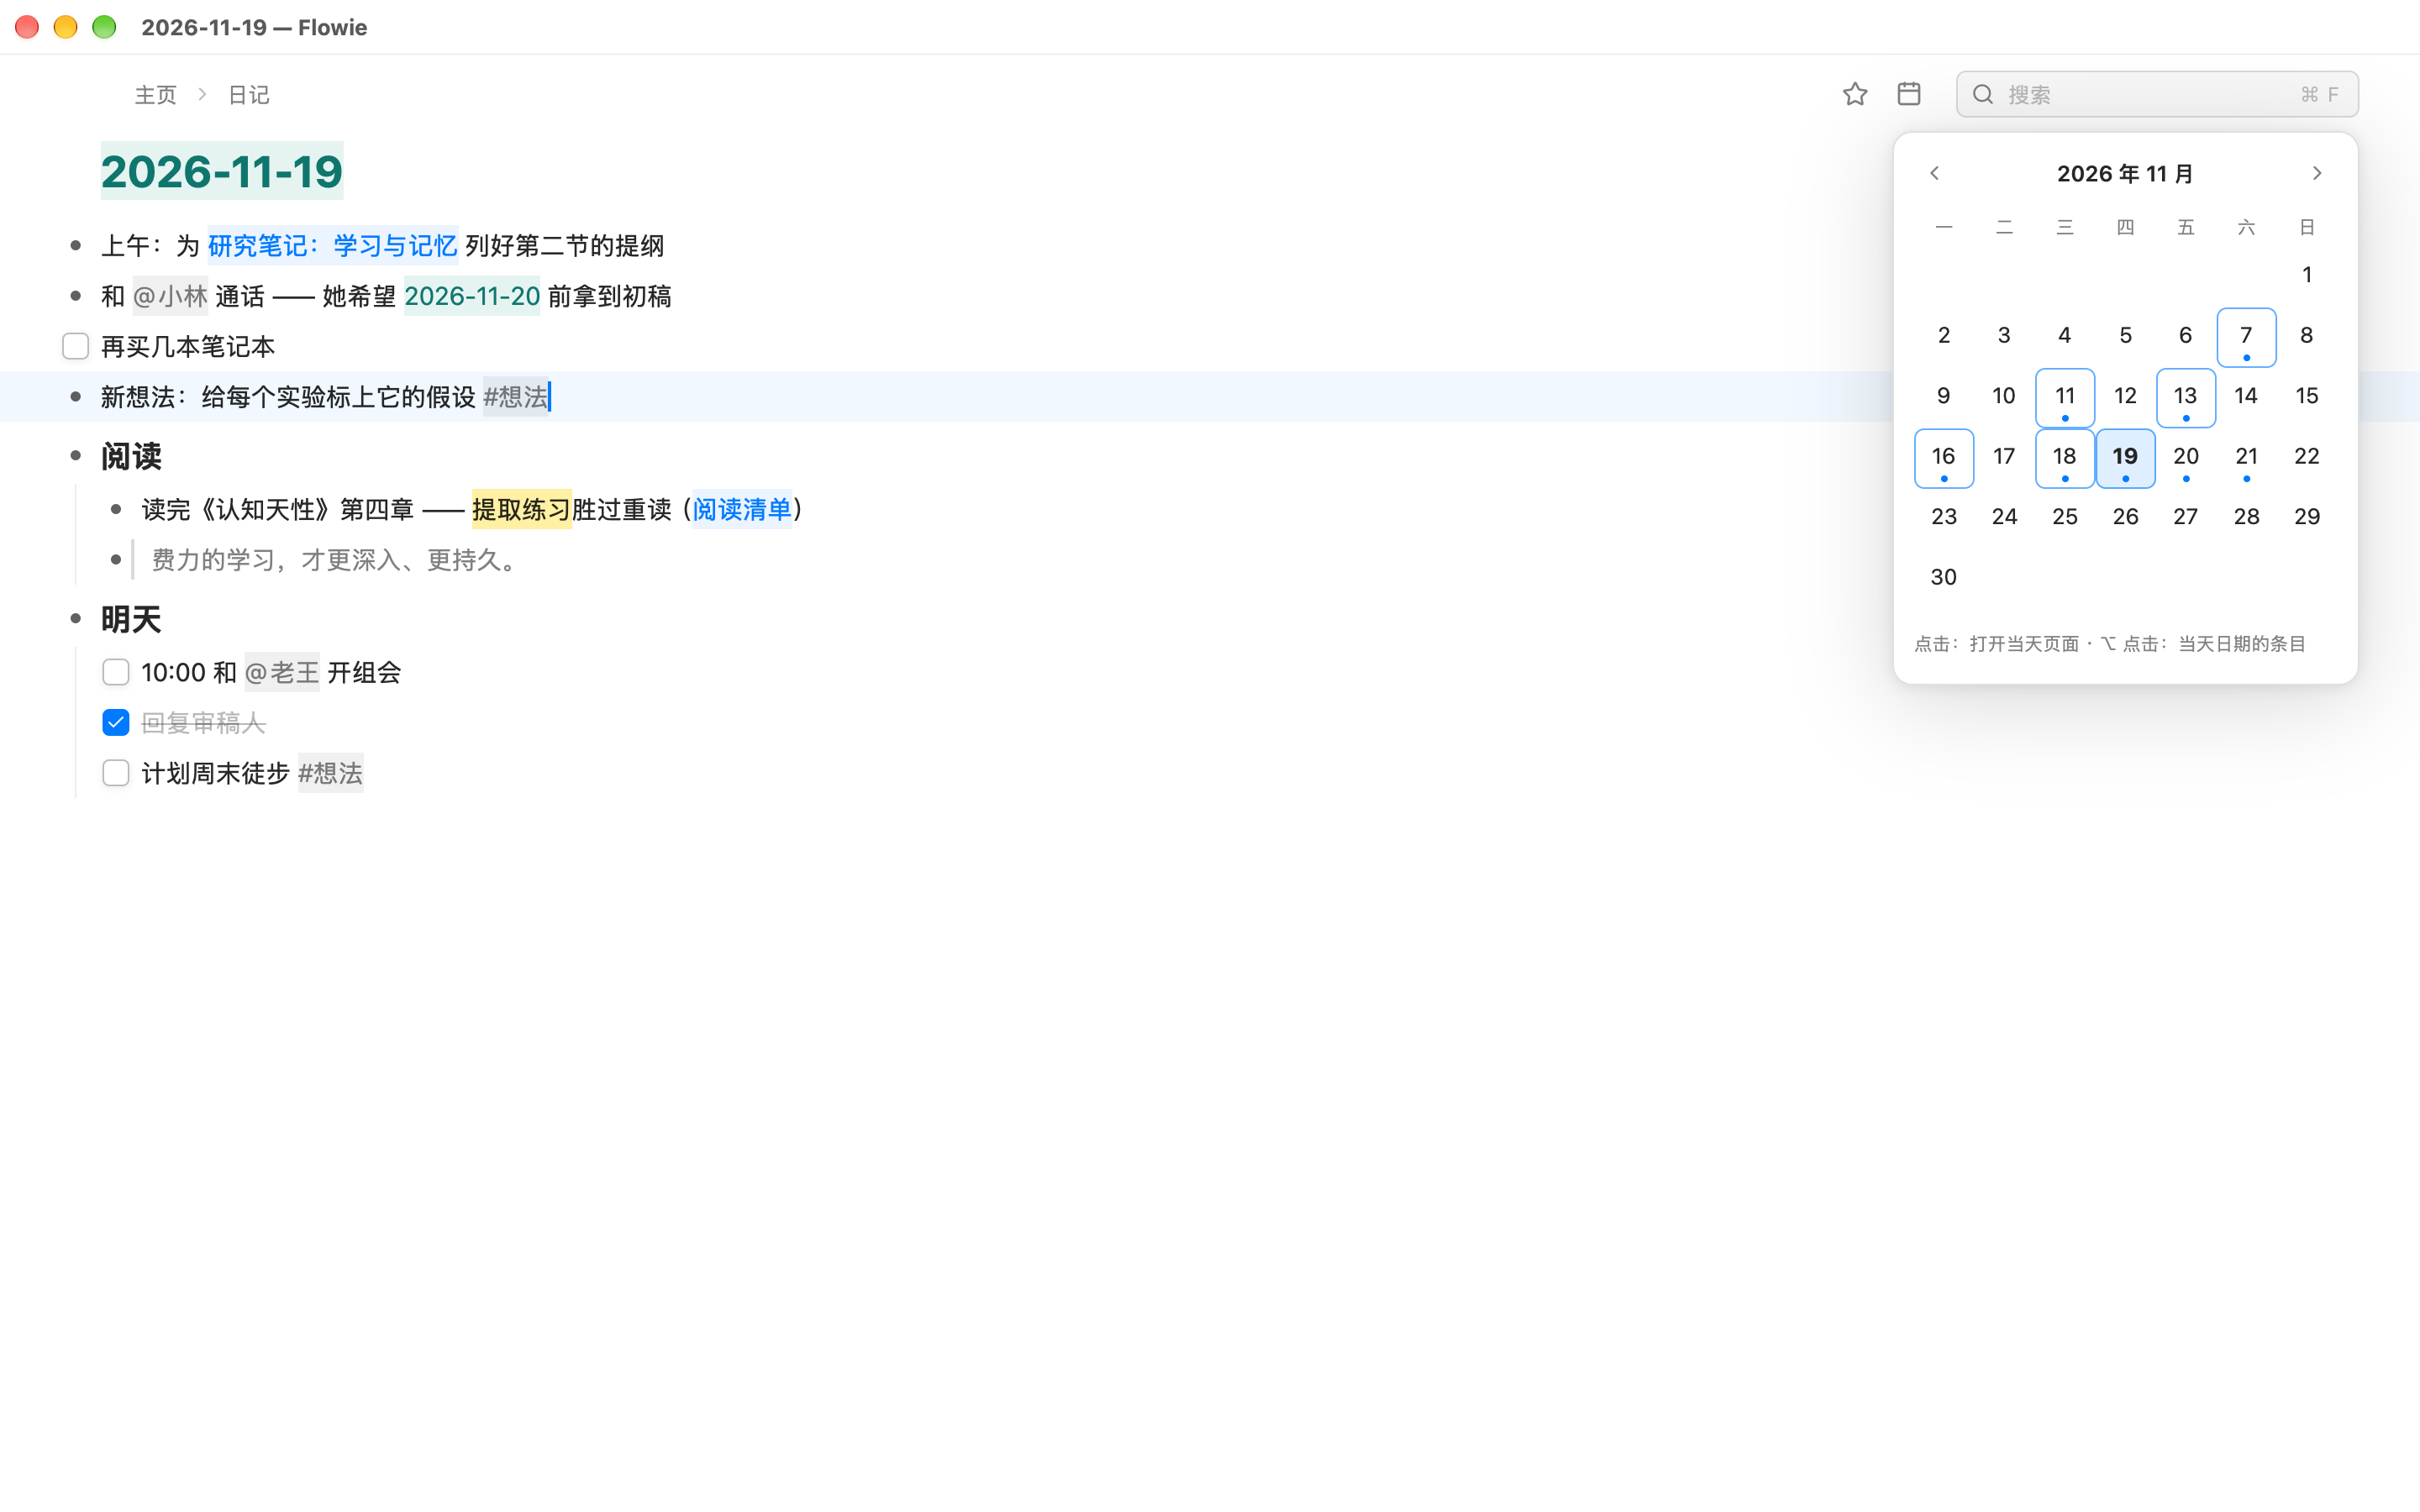 2026-11-19 — Flowie
主页 > 日记
搜索 ⌘ F
2026-11-19
上午：为 研究笔记：学习与记忆 列好第二节的提纲
和 @小林 通话 —— 她希望 2026-11-20 前拿到初稿
再买几本笔记本
新想法：给每个实验标上它的假设 #想法
阅读
读完《认知天性》第四章 —— 提取练习胜过重读（阅读清单）
费力的学习，才更深入、更持久。
明天
10:00 和 @老王 开组会
回复审稿人
计划周末徒步 #想法
2026 年 11 月
一 二 三 四 五 六 日
1
2 3 4 5 6 7 8
9 10 11 12 13 14 15
16 17 18 19 20 21 22
23 24 25 26 27 28 29
30
点击：打开当天页面 · ⌥ 点击：当天日期的条目